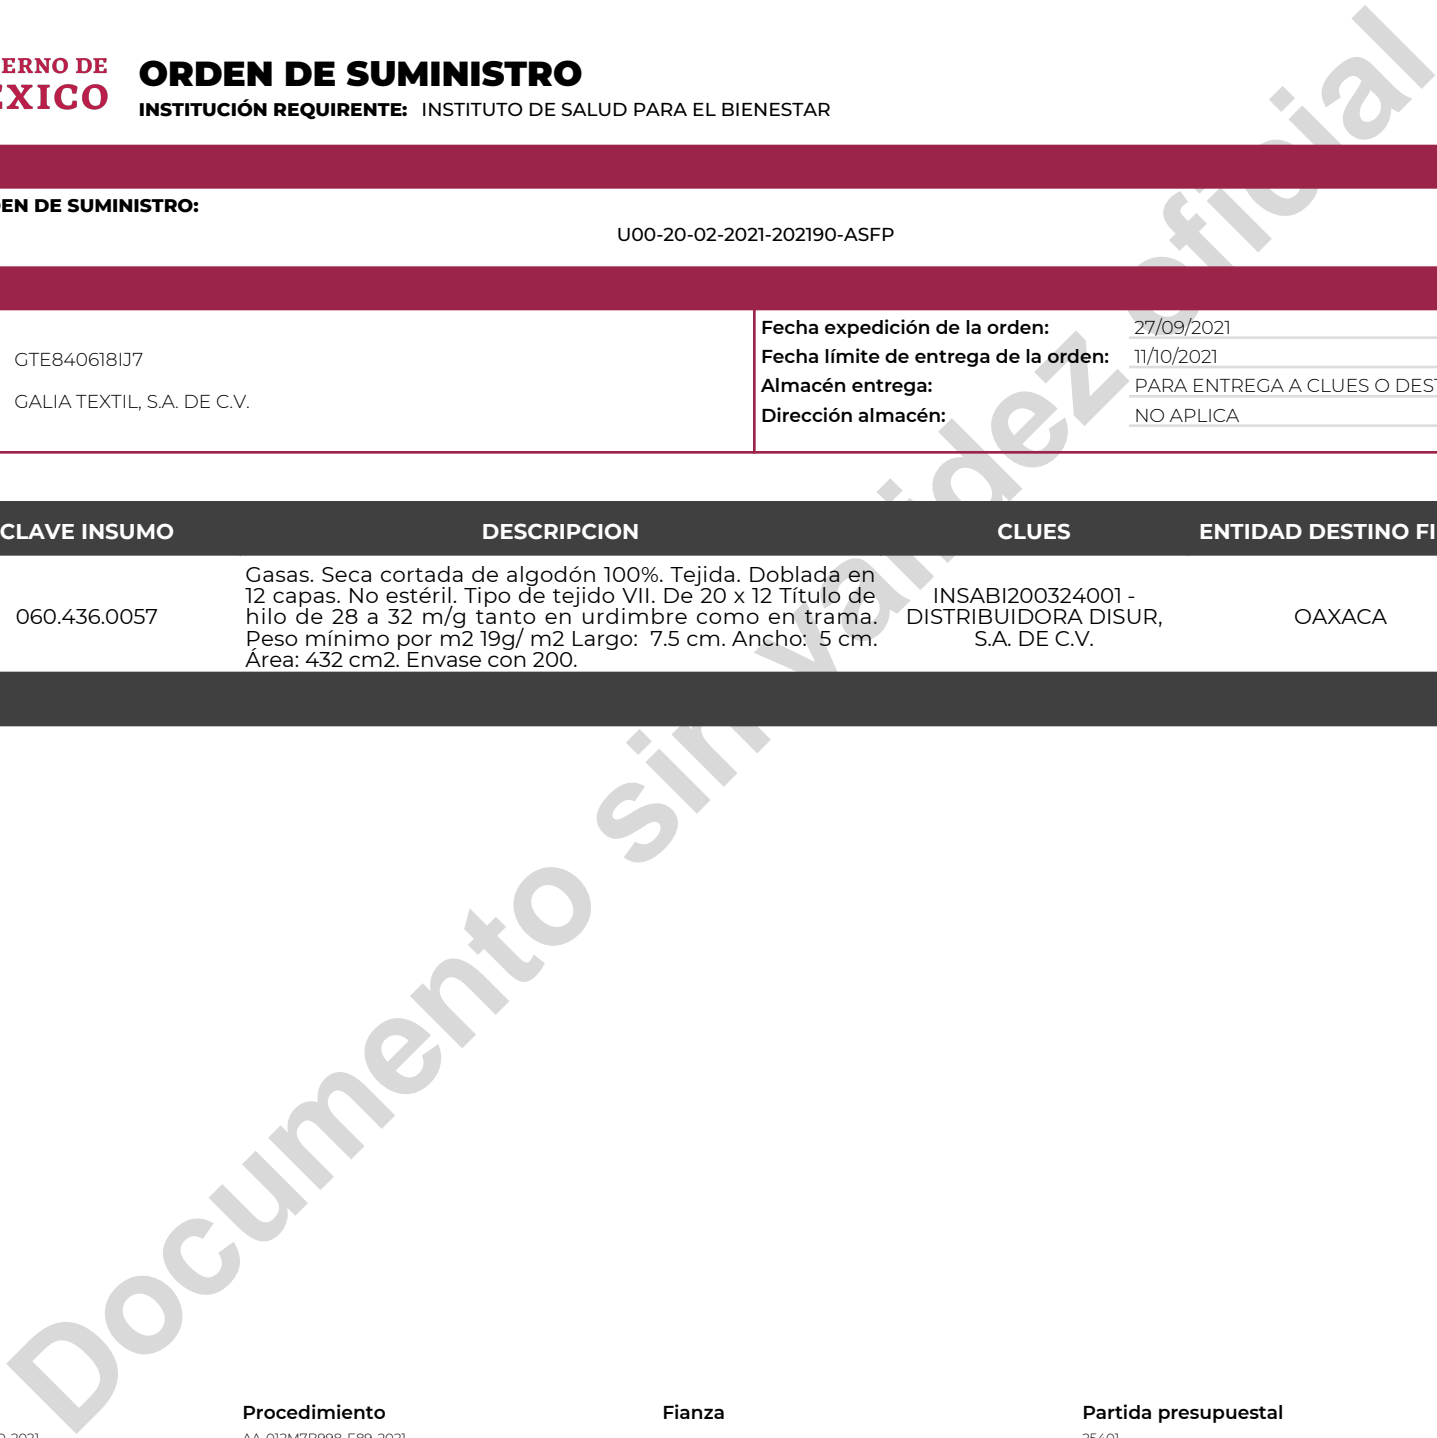 ERNO DE
EXICO
ORDEN DE SUMINISTRO
INSTITUCIÓN REQUIRENTE: INSTITUTO DE SALUD PARA EL BIENESTAR
EN DE SUMINISTRO:
U00-20-02-2021-202190-ASFP
GTE840618IJ7
GALIA TEXTIL, S.A. DE C.V.
Fecha expedición de la orden: 27/09/2021
Fecha límite de entrega de la orden: 11/10/2021
Almacén entrega: PARA ENTREGA A CLUES O DEST
Dirección almacén: NO APLICA
CLAVE INSUMO DESCRIPCION CLUES ENTIDAD DESTINO FI
060.436.0057
Gasas. Seca cortada de algodón 100%. Tejida. Doblada en
12 capas. No estéril. Tipo de tejido VII. De 20 x 12 Título de
hilo de 28 a 32 m/g tanto en urdimbre como en trama.
Peso mínimo por m2 19g/ m2 Largo: 7.5 cm. Ancho: 5 cm.
Área: 432 cm2. Envase con 200.
INSABI200324001 -
DISTRIBUIDORA DISUR,
S.A. DE C.V.
OAXACA
Documento sin validez oficial
Procedimiento Fianza Partida presupuestal